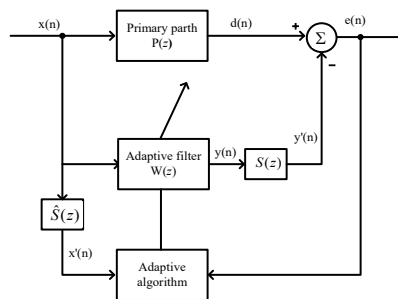 x(n)
Primary parth
P(z)
d(n)
+
Σ
e(n)
−
y'(n)
Adaptive filter
W(z)
y(n)
S(z)
Ŝ(z)
x'(n)
Adaptive
algorithm